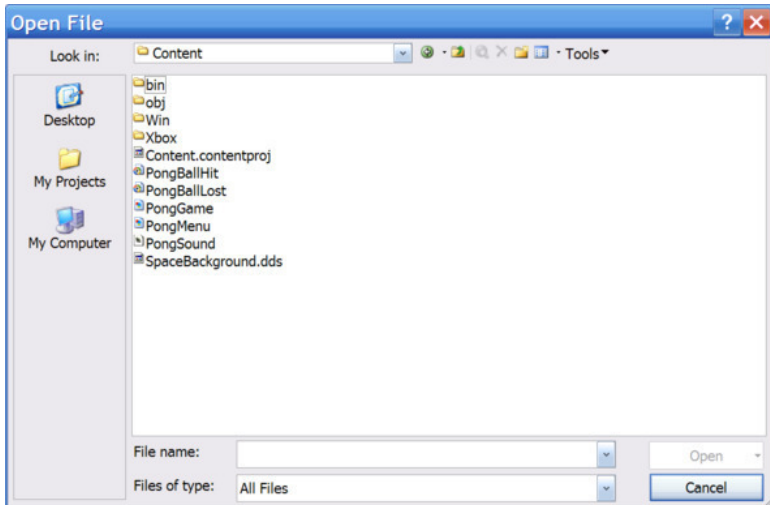 Open File
Look in:
Content
Tools
Desktop
My Projects
My Computer
bin
obj
Win
Xbox
Content.contentproj
PongBallHit
PongBallLost
PongGame
PongMenu
PongSound
SpaceBackground.dds
File name:
Open
Files of type:
All Files
Cancel